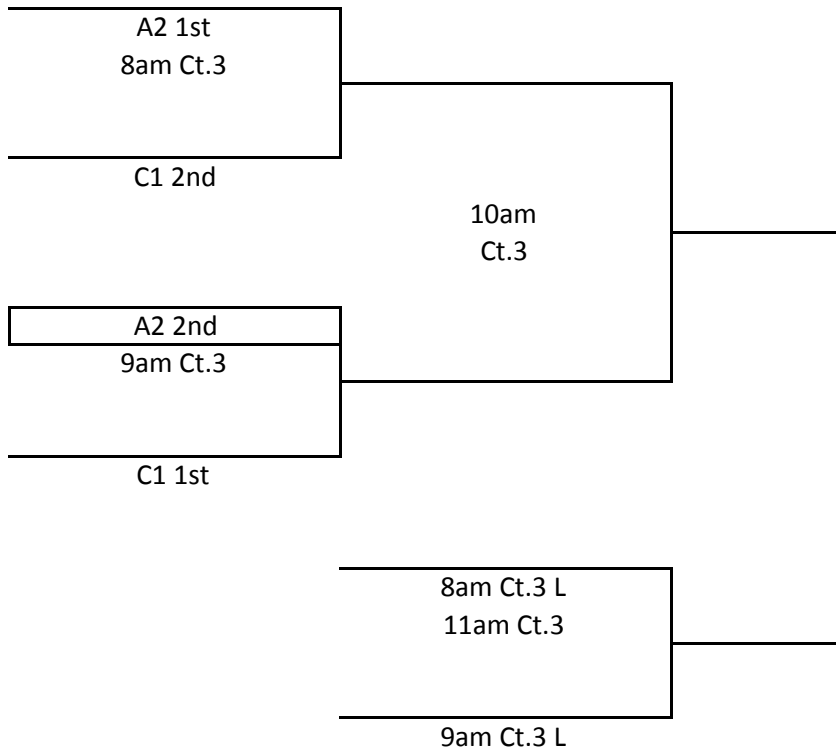 A2 1st
8am Ct.3
C1 2nd
10am
Ct.3
A2 2nd
9am Ct.3
C1 1st
8am Ct.3 L
11am Ct.3
9am Ct.3 L